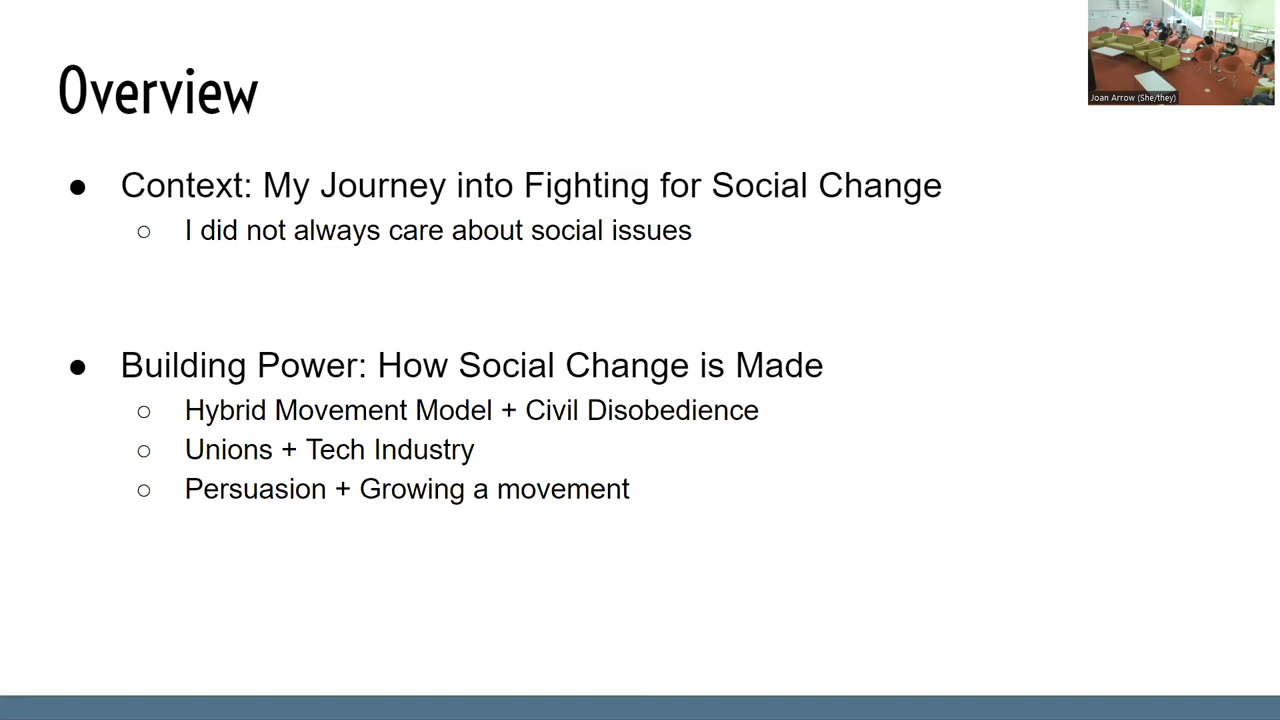 Overview
Joan Arrow (She/they)
● Context: My Journey into Fighting for Social Change
○ I did not always care about social issues
● Building Power: How Social Change is Made
○ Hybrid Movement Model + Civil Disobedience
○ Unions + Tech Industry
○ Persuasion + Growing a movement